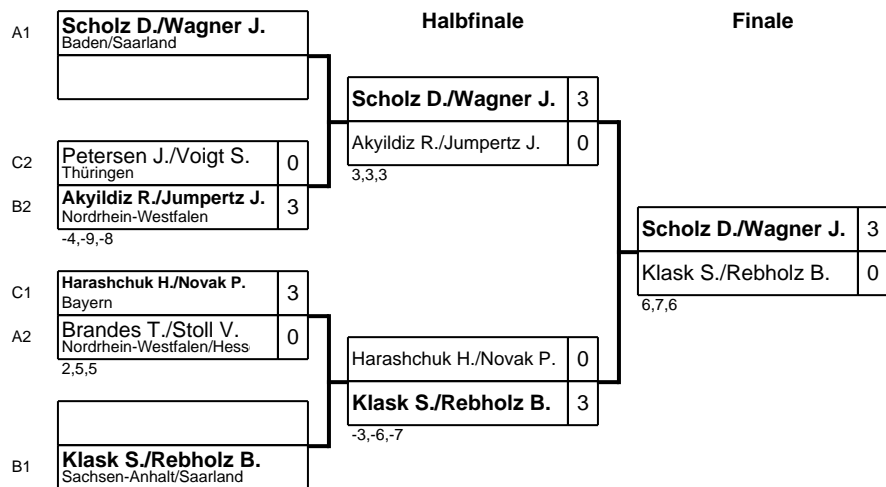 Halbfinale
Finale
A1
Scholz D./Wagner J.
Baden/Saarland
C2
Petersen J./Voigt S.
0
Thüringen
B2
Akyildiz R./Jumpertz J.
3
Nordrhein-Westfalen
-4,-9,-8
C1
Harashchuk H./Novak P.
3
Bayern
A2
Brandes T./Stoll V.
0
Nordrhein-Westfalen/Hess
2,5,5
B1
Klask S./Rebholz B.
Sachsen-Anhalt/Saarland
Scholz D./Wagner J.
3
Akyildiz R./Jumpertz J.
0
3,3,3
Harashchuk H./Novak P.
0
Klask S./Rebholz B.
3
-3,-6,-7
Scholz D./Wagner J.
3
Klask S./Rebholz B.
0
6,7,6